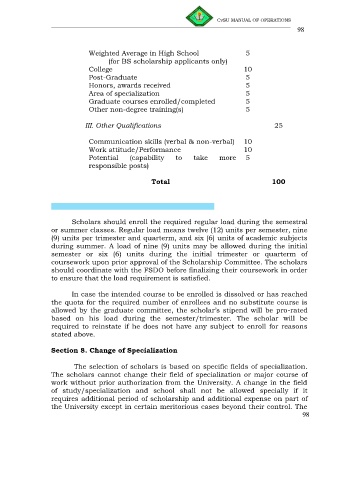 CvSU MANUAL OF OPERATIONS
98
Weighted Average in High School 5
(for BS scholarship applicants only)
College 10
Post-Graduate 5
Honors, awards received 5
Area of specialization 5
Graduate courses enrolled/completed 5
Other non-degree training(s) 5
III. Other Qualifications 25
Communication skills (verbal & non-verbal) 10
Work attitude/Performance 10
Potential (capability to take more 5
responsible posts)
Total 100
Scholars should enroll the required regular load during the semestral
or summer classes. Regular load means twelve (12) units per semester, nine
(9) units per trimester and quarterm, and six (6) units of academic subjects
during summer. A load of nine (9) units may be allowed during the initial
semester or six (6) units during the initial trimester or quarterm of
coursework upon prior approval of the Scholarship Committee. The scholars
should coordinate with the FSDO before finalizing their coursework in order
to ensure that the load requirement is satisfied.
In case the intended course to be enrolled is dissolved or has reached
the quota for the required number of enrollees and no substitute course is
allowed by the graduate committee, the scholar's stipend will be pro-rated
based on his load during the semester/trimester. The scholar will be
required to reinstate if he does not have any subject to enroll for reasons
stated above.
Section 8. Change of Specialization
The selection of scholars is based on specific fields of specialization.
The scholars cannot change their field of specialization or major course of
work without prior authorization from the University. A change in the field
of study/specialization and school shall not be allowed specially if it
requires additional period of scholarship and additional expense on part of
the University except in certain meritorious cases beyond their control. The
98